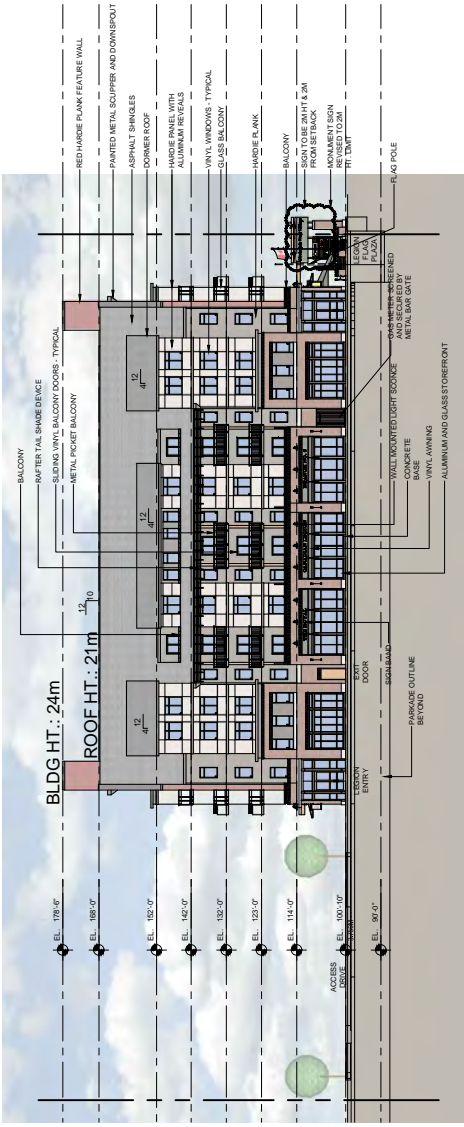 BALCONY
RAFTER TAIL SHADE DEVICE
SLIDING VINYL BALCONY DOORS - TYPICAL
METAL PICKET BALCONY
RED HARDIE PLANK FEATURE WALL
PAINTED METAL SCUPPER AND DOWNSPOUT
ASPHALT SHINGLES
DORMER ROOF
HARDIE PANEL WITH
ALUMINUM REVEALS
VINYL WINDOWS - TYPICAL
GLASS BALCONY
HARDIE PLANK
BALCONY
SIGN TO BE 2M HT & 2M
FROM SETBACK
MONUMENT SIGN
REVISED TO 2M
HT. LIMIT
FLAG POLE
BLDG HT.: 24m
ROOF HT.: 21m
12
10
12
4
12
4
12
4
EL. 178'-6"
EL. 168'-0"
EL. 152'-0"
EL. 142'-0"
EL. 132'-0"
EL. 123'-0"
EL. 114'-0"
EL. 100'-10"
EL. 90'-0"
ACCESS
DRIVE
LEGION
ENTRY
EXIT
DOOR
SIGN BAND
PARKADE OUTLINE
BEYOND
WALL MOUNTED LIGHT SCONCE
CONCRETE
BASE
VINYL AWNING
ALUMINUM AND GLASS STOREFRONT
GAS METER SCREENED
AND SECURED BY
METAL BAR GATE
LEGION
FLAG
PLAZA